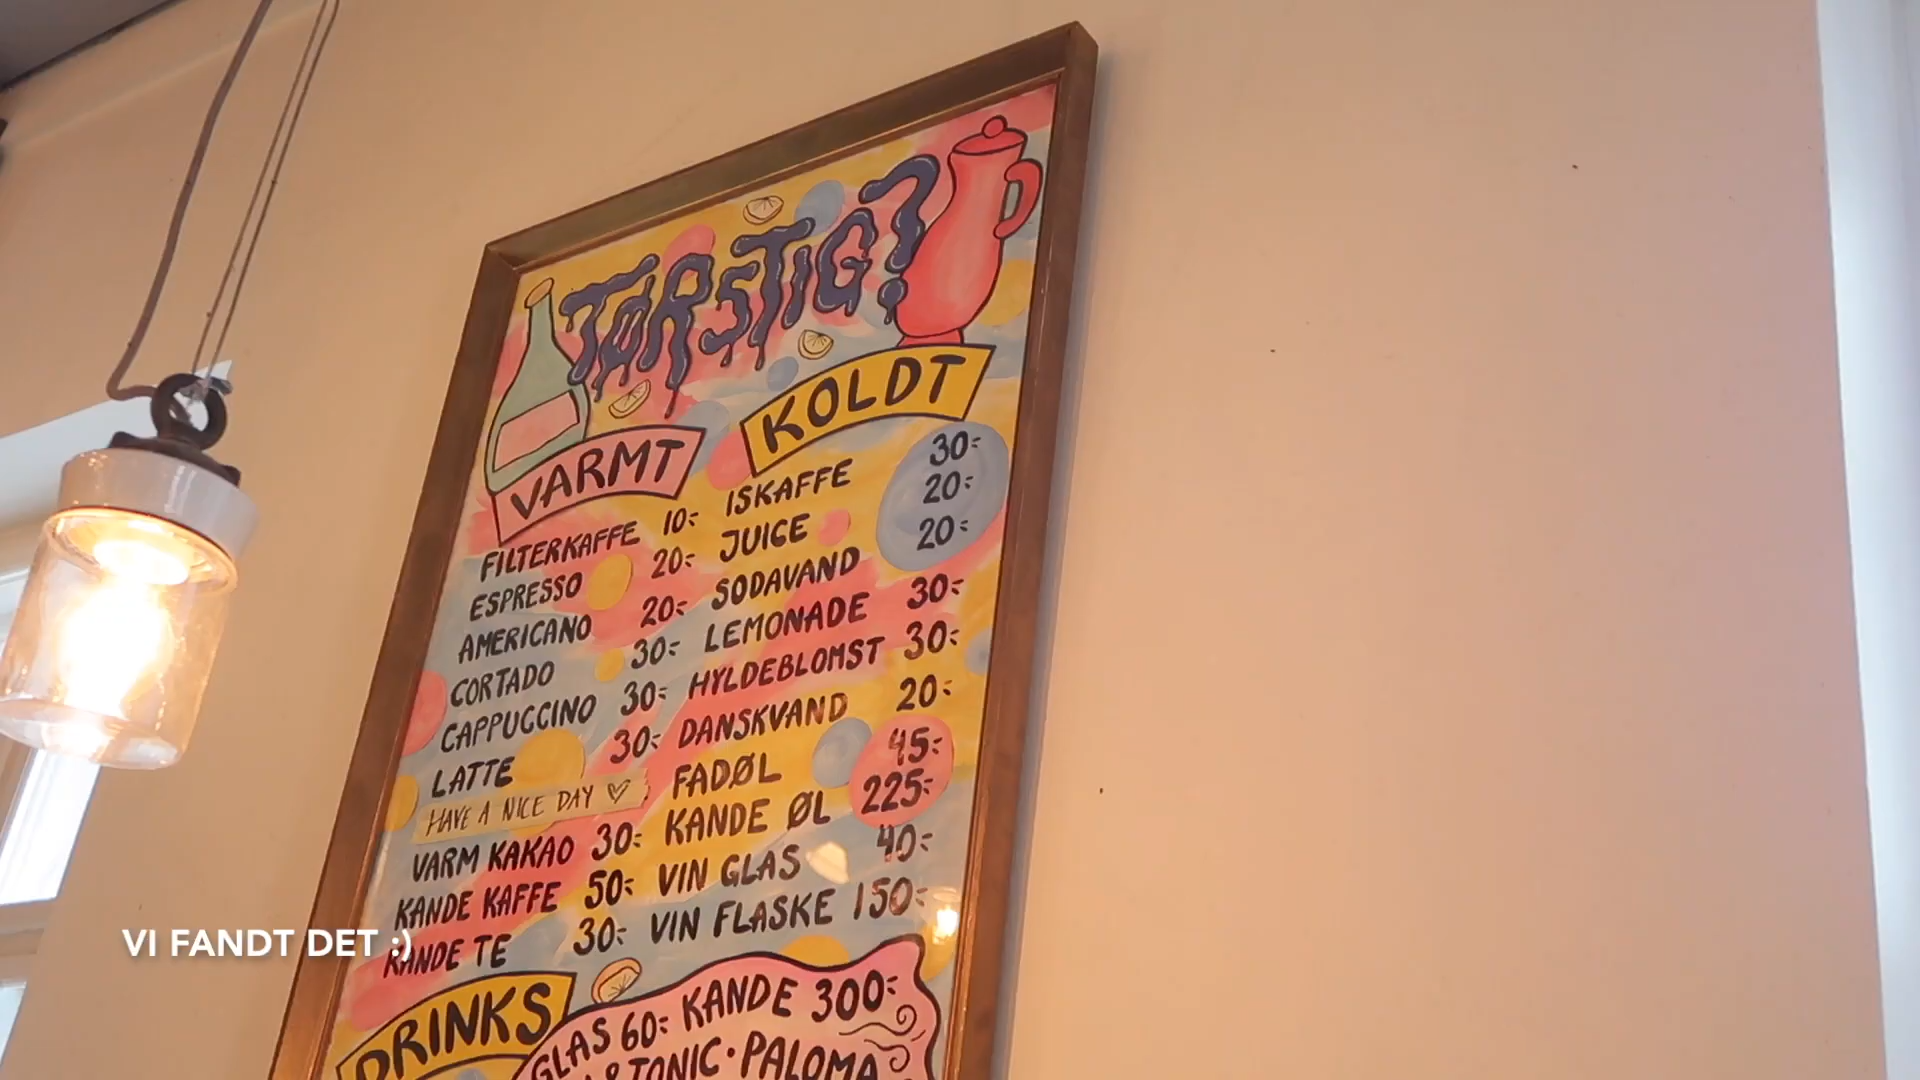 TØRSTIG?
VARMT
FILTERKAFFE 10:-
ESPRESSO 20:-
AMERICANO 20:-
CORTADO 30:-
CAPPUCCINO 30:-
LATTE 30:-
HAVE A NICE DAY ♡
VARM KAKAO 30:-
KANDE KAFFE 50:-
KANDE TE 30:-
KOLDT
ISKAFFE 30:-
JUICE 20:-
SODAVAND 20:-
LEMONADE 30:-
HYLDEBLOMST 30:-
DANSKVAND 20:-
FADØL 45:-
KANDE ØL 225:-
VIN GLAS 40:-
VIN FLASKE 150:-
DRINKS
GLAS 60:- KANDE 300:-
& TONIC · PALOMA
VI FANDT DET :)